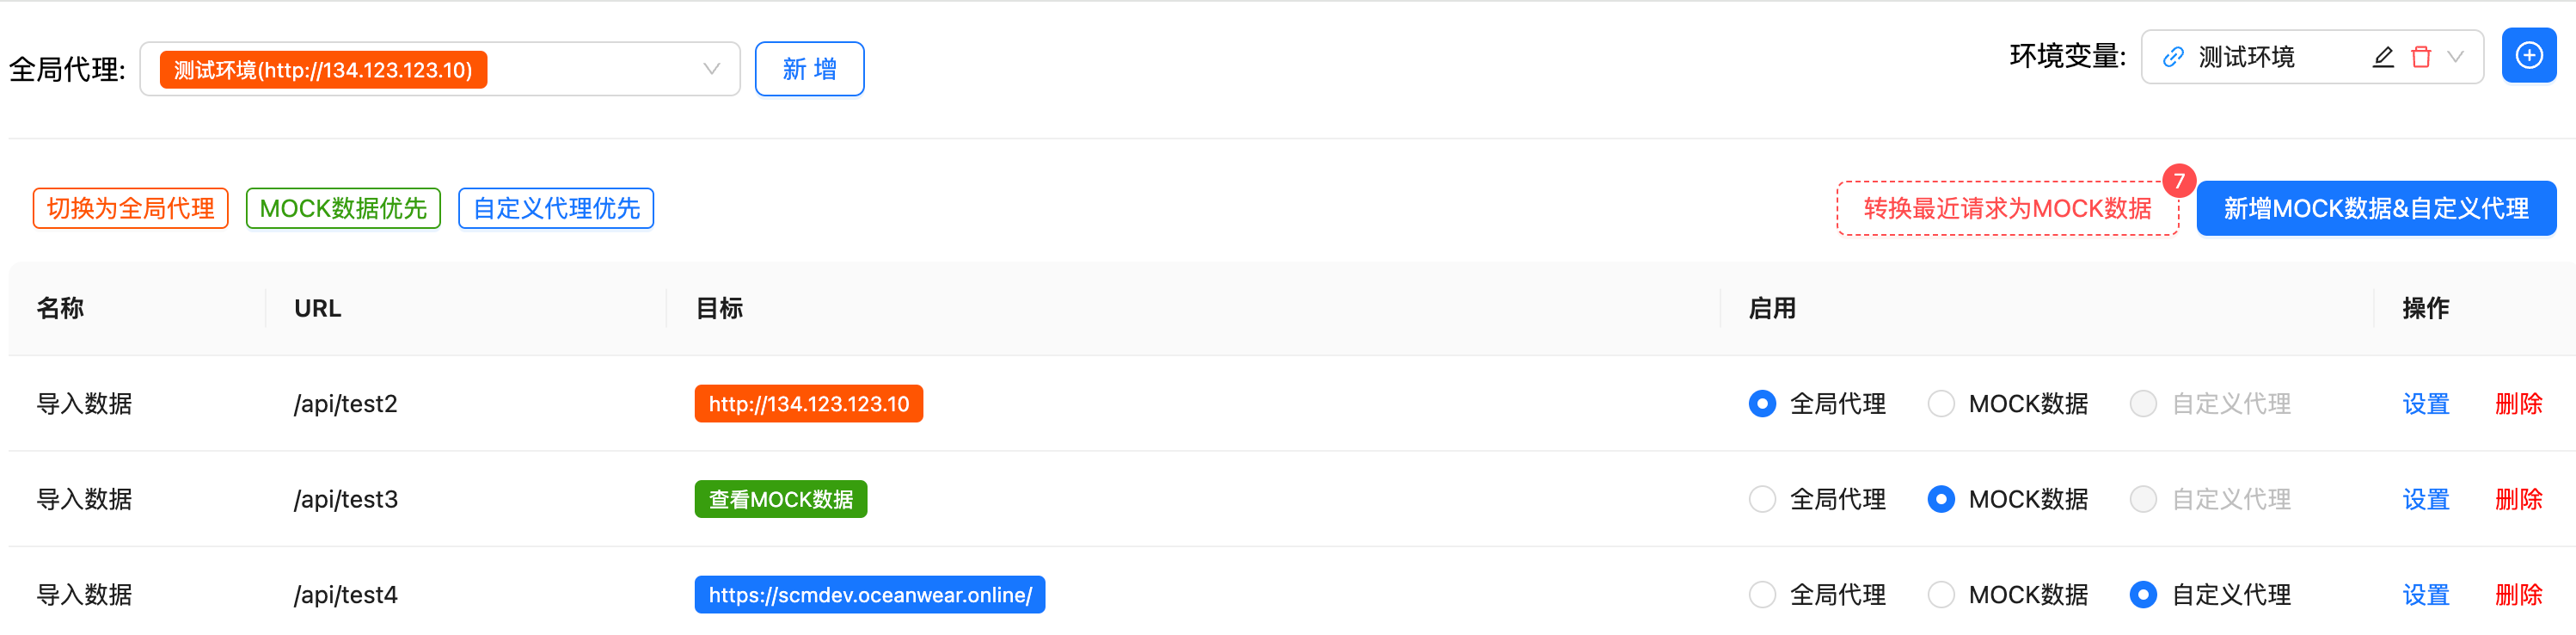 全局代理: 测试环境(http://134.123.123.10) 新 增 环境变量: 测试环境
切换为全局代理 MOCK数据优先 自定义代理优先 转换最近请求为MOCK数据 7 新增MOCK数据&自定义代理
名称 URL 目标 启用 操作
导入数据 /api/test2 http://134.123.123.10 全局代理 MOCK数据 自定义代理 设置 删除
导入数据 /api/test3 查看MOCK数据 全局代理 MOCK数据 自定义代理 设置 删除
导入数据 /api/test4 https://scmdev.oceanwear.online/ 全局代理 MOCK数据 自定义代理 设置 删除